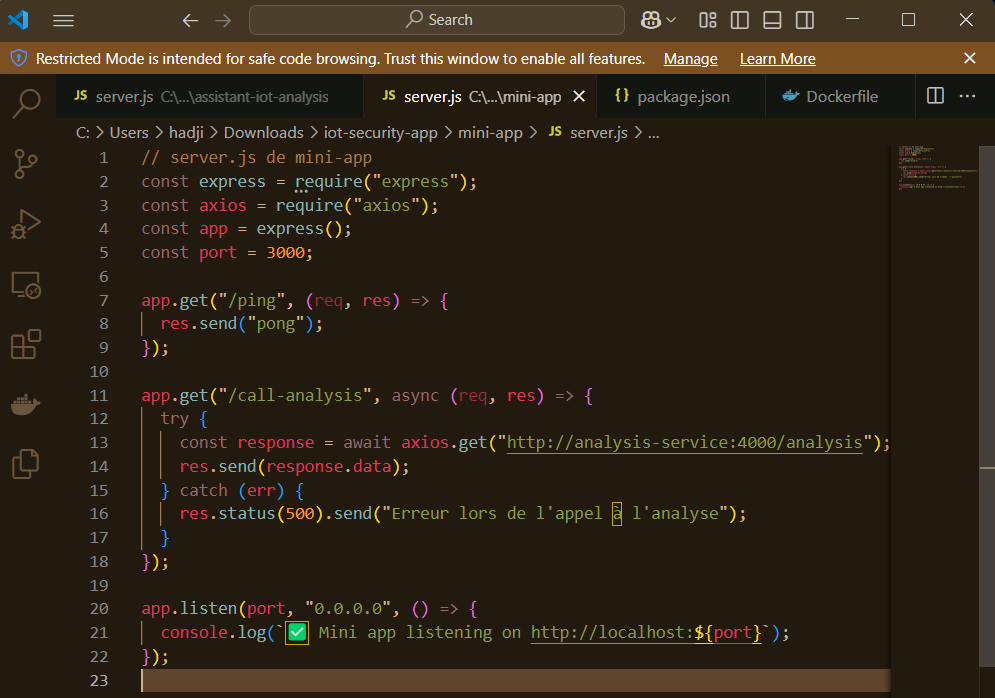 Search
Restricted Mode is intended for safe code browsing. Trust this window to enable all features. Manage Learn More
JS server.js C:\...\assistant-iot-analysis JS server.js C:\...\mini-app {} package.json Dockerfile
C: > Users > hadji > Downloads > iot-security-app > mini-app > JS server.js > ...
1 // server.js de mini-app
2 const express = require("express");
3 const axios = require("axios");
4 const app = express();
5 const port = 3000;
6
7 app.get("/ping", (req, res) => {
8 res.send("pong");
9 });
10
11 app.get("/call-analysis", async (req, res) => {
12 try {
13 const response = await axios.get("http://analysis-service:4000/analysis");
14 res.send(response.data);
15 } catch (err) {
16 res.status(500).send("Erreur lors de l'appel à l'analyse");
17 }
18 });
19
20 app.listen(port, "0.0.0.0", () => {
21 console.log(`✅ Mini app listening on http://localhost:${port}`);
22 });
23